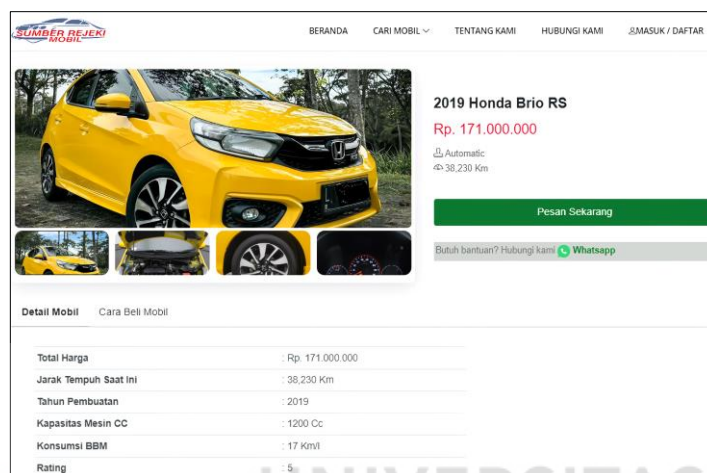 SUMBER REJEKI
MOBIL
BERANDA CARI MOBIL TENTANG KAMI HUBUNGI KAMI MASUK / DAFTAR
2019 Honda Brio RS
Rp. 171.000.000
Automatic
38,230 Km
Pesan Sekarang
Butuh bantuan? Hubungi kami Whatsapp
Detail Mobil Cara Beli Mobil
Total Harga : Rp. 171.000.000
Jarak Tempuh Saat Ini : 38,230 Km
Tahun Pembuatan : 2019
Kapasitas Mesin CC : 1200 Cc
Konsumsi BBM : 17 Km/l
Rating : 5
UNIVERSITAS